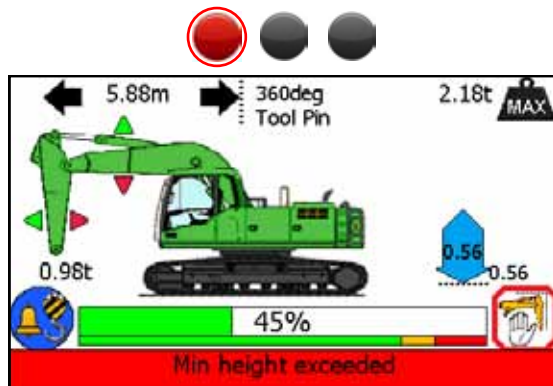 5.88m
360deg
Tool Pin
2.18t
MAX
0.56
0.56
0.98t
45%
Min height exceeded